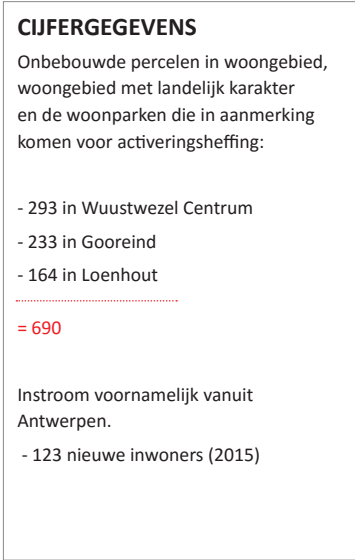 CIJFERGEGEVENS
Onbebouwde percelen in woongebied,
woongebied met landelijk karakter
en de woonparken die in aanmerking
komen voor activeringsheffing:
- 293 in Wuustwezel Centrum
- 233 in Gooreind
- 164 in Loenhout
= 690
Instroom voornamelijk vanuit
Antwerpen.
- 123 nieuwe inwoners (2015)